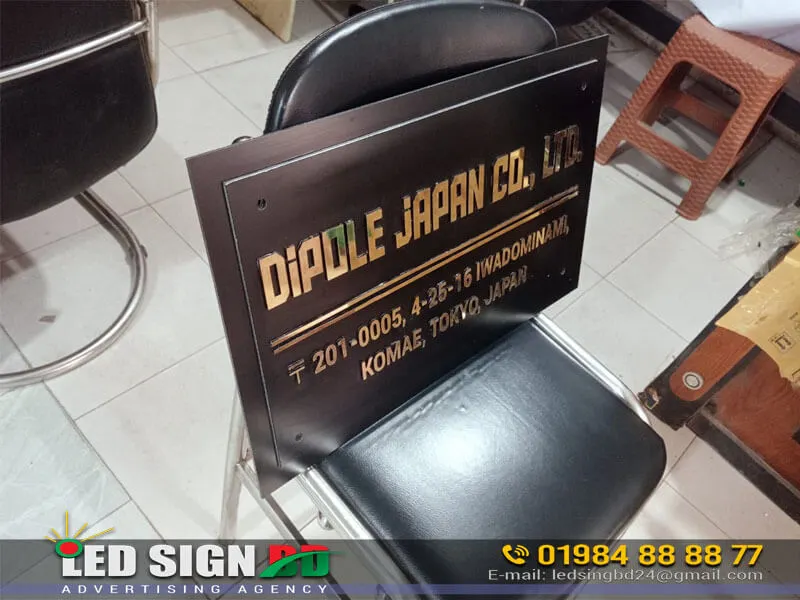 DiPOLE JAPAN CO., LTD.
〒 201-0005, 4-25-16 IWADOMINAMI,
KOMAE, TOKYO, JAPAN
LED SIGN BD
ADVERTISING AGENCY
01984 88 88 77
E-mail: ledsingbd24@gmail.com